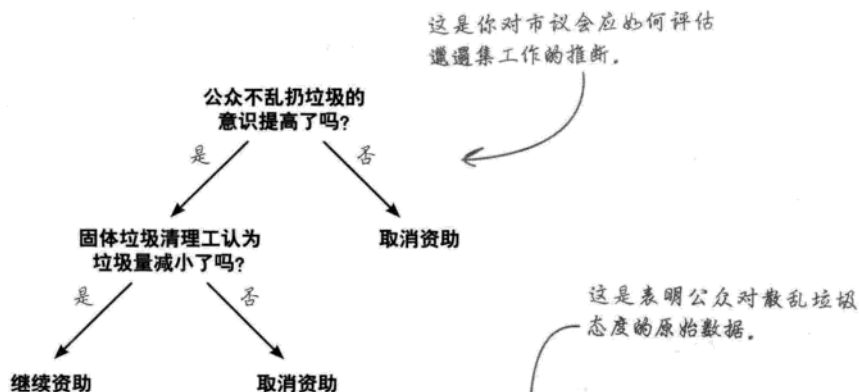 这是你对市议会应如何评估
邋遢集工作的推断。
公众不乱扔垃圾的
意识提高了吗?
是
否
固体垃圾清理工认为
垃圾量减小了吗?
取消资助
是
否
这是表明公众对散乱垃圾
态度的原始数据。
继续资助
取消资助